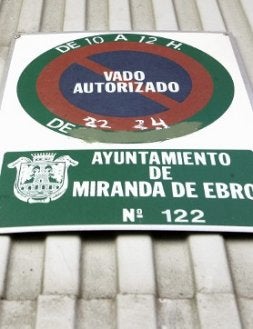 DE 10 A 12 H.
VADO
AUTORIZADO
22 24
DE
AYUNTAMIENTO
DE
MIRANDA DE EBRO
Nº 122